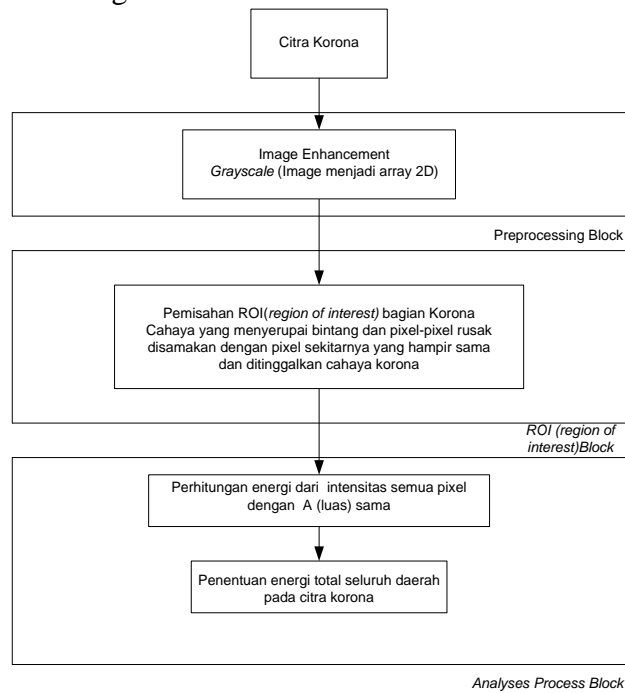 Citra Korona
Image Enhancement
Grayscale (Image menjadi array 2D)
Preprocessing Block
Pemisahan ROI(region of interest) bagian Korona
Cahaya yang menyerupai bintang dan pixel-pixel rusak
disamakan dengan pixel sekitarnya yang hampir sama
dan ditinggalkan cahaya korona
ROI (region of
interest)Block
Perhitungan energi dari intensitas semua pixel
dengan A (luas) sama
Penentuan energi total seluruh daerah
pada citra korona
Analyses Process Block